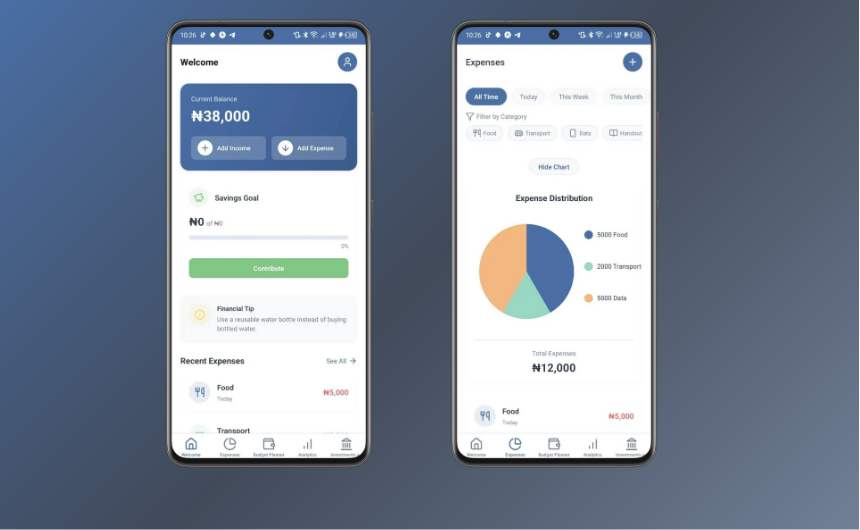 10:26
Welcome
Current Balance
₦38,000
Add Income
Add Expense
Savings Goal
₦0 of ₦0
0%
Contribute
Financial Tip
Use a reusable water bottle instead of buying
bottled water.
Recent Expenses
See All
Food
Today
₦5,000
Transport
Welcome
Expenses
Budget Planner
Analytics
Investments
10:26
Expenses
All Time
Today
This Week
This Month
Filter by Category
Food
Transport
Data
Handout
Hide Chart
Expense Distribution
5000 Food
2000 Transport
5000 Data
Total Expenses
₦12,000
Food
Today
₦5,000
Welcome
Expenses
Budget Planner
Analytics
Investments